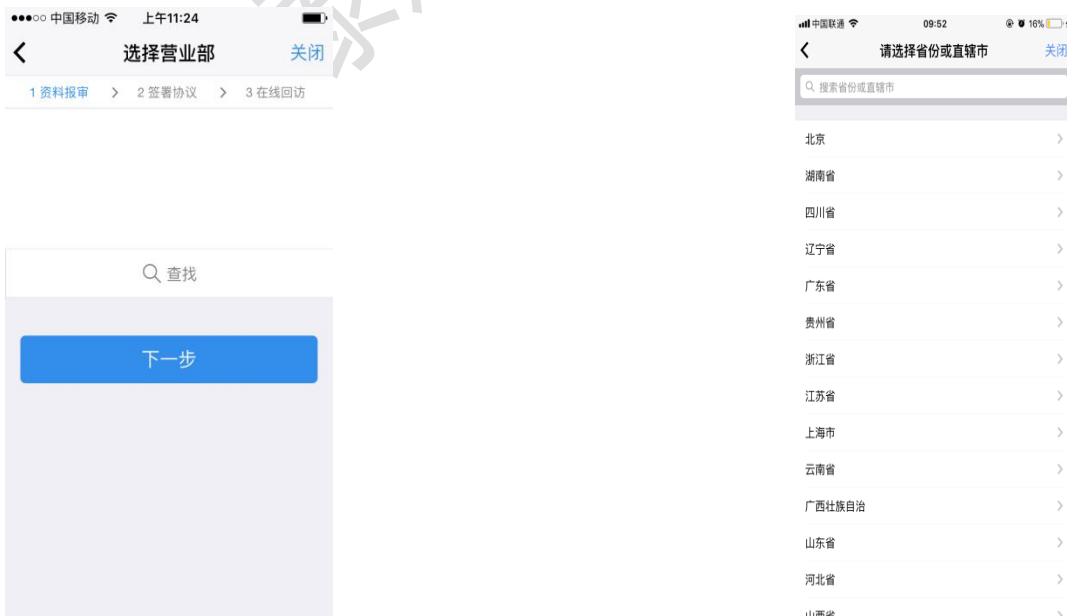 中国移动 上午11:24
选择营业部 关闭
1 资料报审 > 2 签署协议 > 3 在线回访
查找
下一步
中国联通 09:52 16%
请选择省份或直辖市 关闭
搜索省份或直辖市
北京
湖南省
四川省
辽宁省
广东省
贵州省
浙江省
江苏省
上海市
云南省
广西壮族自治
山东省
河北省
山西省